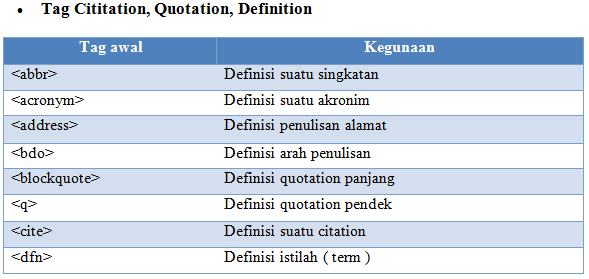 • Tag Cititation, Quotation, Definition
Tag awal Kegunaan
<abbr> Definisi suatu singkatan
<acronym> Definisi suatu akronim
<address> Definisi penulisan alamat
<bdo> Definisi arah penulisan
<blockquote> Definisi quotation panjang
<q> Definisi quotation pendek
<cite> Definisi suatu citation
<dfn> Definisi istilah ( term )